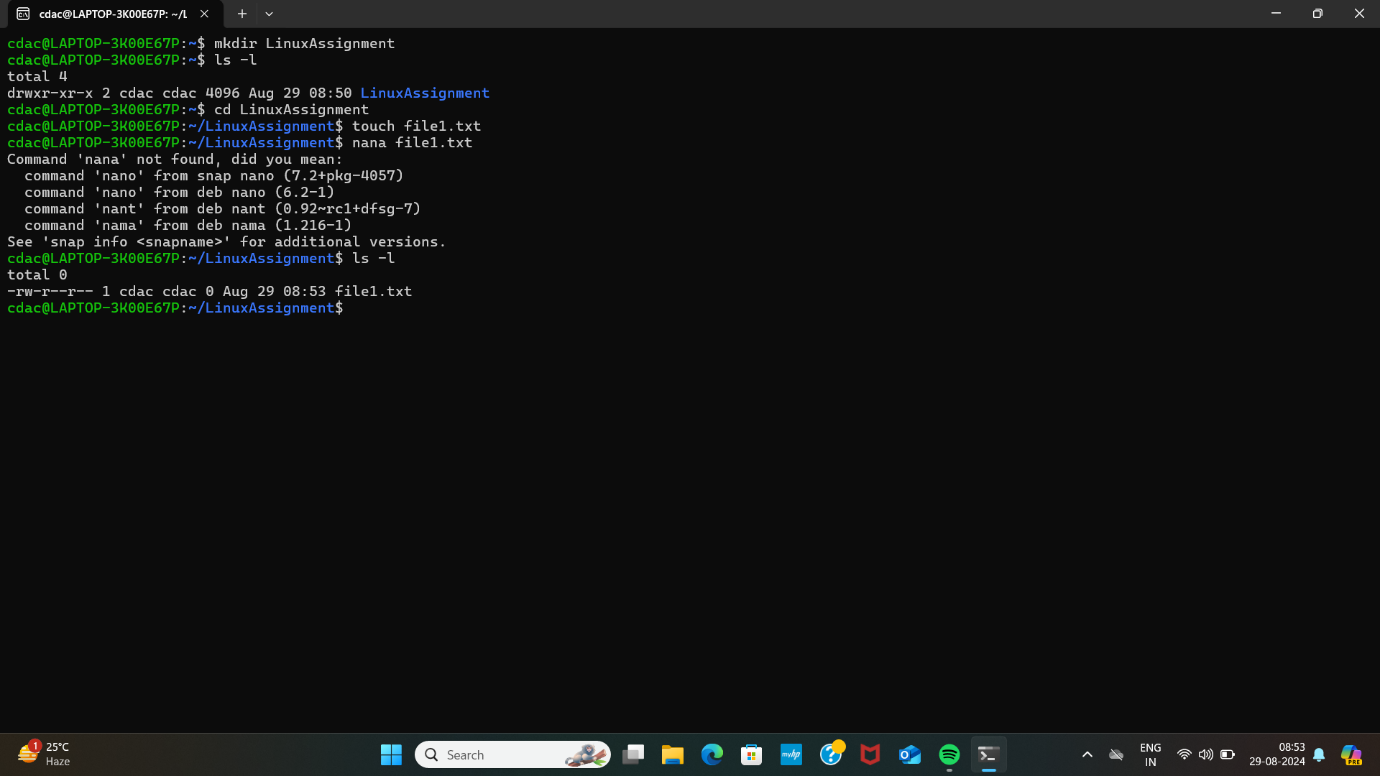 cdac@LAPTOP-3K00E67P: ~/L
cdac@LAPTOP-3K00E67P:~$ mkdir LinuxAssignment
cdac@LAPTOP-3K00E67P:~$ ls -l
total 4
drwxr-xr-x 2 cdac cdac 4096 Aug 29 08:50 LinuxAssignment
cdac@LAPTOP-3K00E67P:~$ cd LinuxAssignment
cdac@LAPTOP-3K00E67P:~/LinuxAssignment$ touch file1.txt
cdac@LAPTOP-3K00E67P:~/LinuxAssignment$ nana file1.txt
Command 'nana' not found, did you mean:
  command 'nano' from snap nano (7.2+pkg-4057)
  command 'nano' from deb nano (6.2-1)
  command 'nant' from deb nant (0.92~rc1+dfsg-7)
  command 'nama' from deb nama (1.216-1)
See 'snap info <snapname>' for additional versions.
cdac@LAPTOP-3K00E67P:~/LinuxAssignment$ ls -l
total 0
-rw-r--r-- 1 cdac cdac 0 Aug 29 08:53 file1.txt
cdac@LAPTOP-3K00E67P:~/LinuxAssignment$
1
25°C
Haze
Search
myhp
ENG
IN
08:53
29-08-2024
PRE